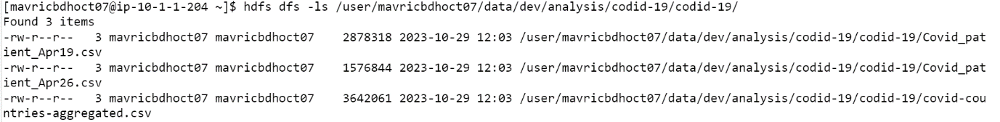 [mavricbdhoct07@ip-10-1-1-204 ~]$ hdfs dfs -ls /user/mavricbdhoct07/data/dev/analysis/codid-19/codid-19/
Found 3 items
-rw-r--r--   3 mavricbdhoct07 mavricbdhoct07    2878318 2023-10-29 12:03 /user/mavricbdhoct07/data/dev/analysis/codid-19/codid-19/Covid_pat
ient_Apr19.csv
-rw-r--r--   3 mavricbdhoct07 mavricbdhoct07    1576844 2023-10-29 12:03 /user/mavricbdhoct07/data/dev/analysis/codid-19/codid-19/Covid_pat
ient_Apr26.csv
-rw-r--r--   3 mavricbdhoct07 mavricbdhoct07    3642061 2023-10-29 12:03 /user/mavricbdhoct07/data/dev/analysis/codid-19/codid-19/covid-cou
ntries-aggregated.csv